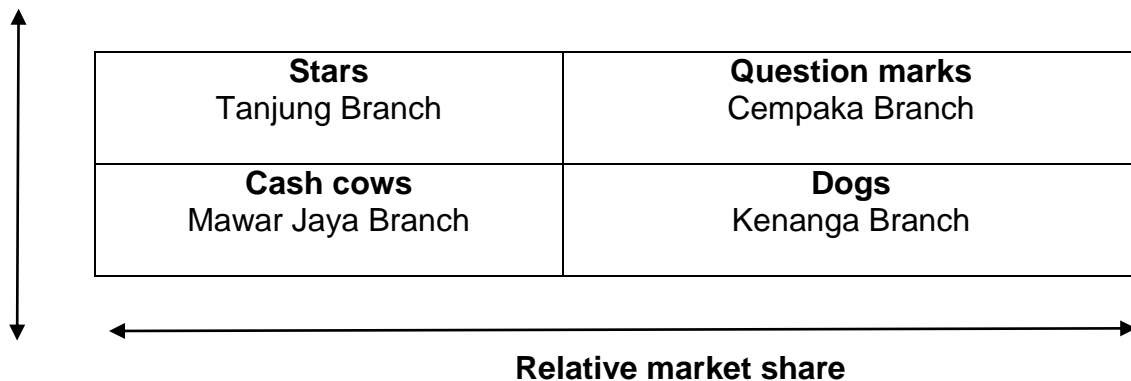 Stars
Tanjung Branch
Question marks
Cempaka Branch
Cash cows
Mawar Jaya Branch
Dogs
Kenanga Branch
Relative market share